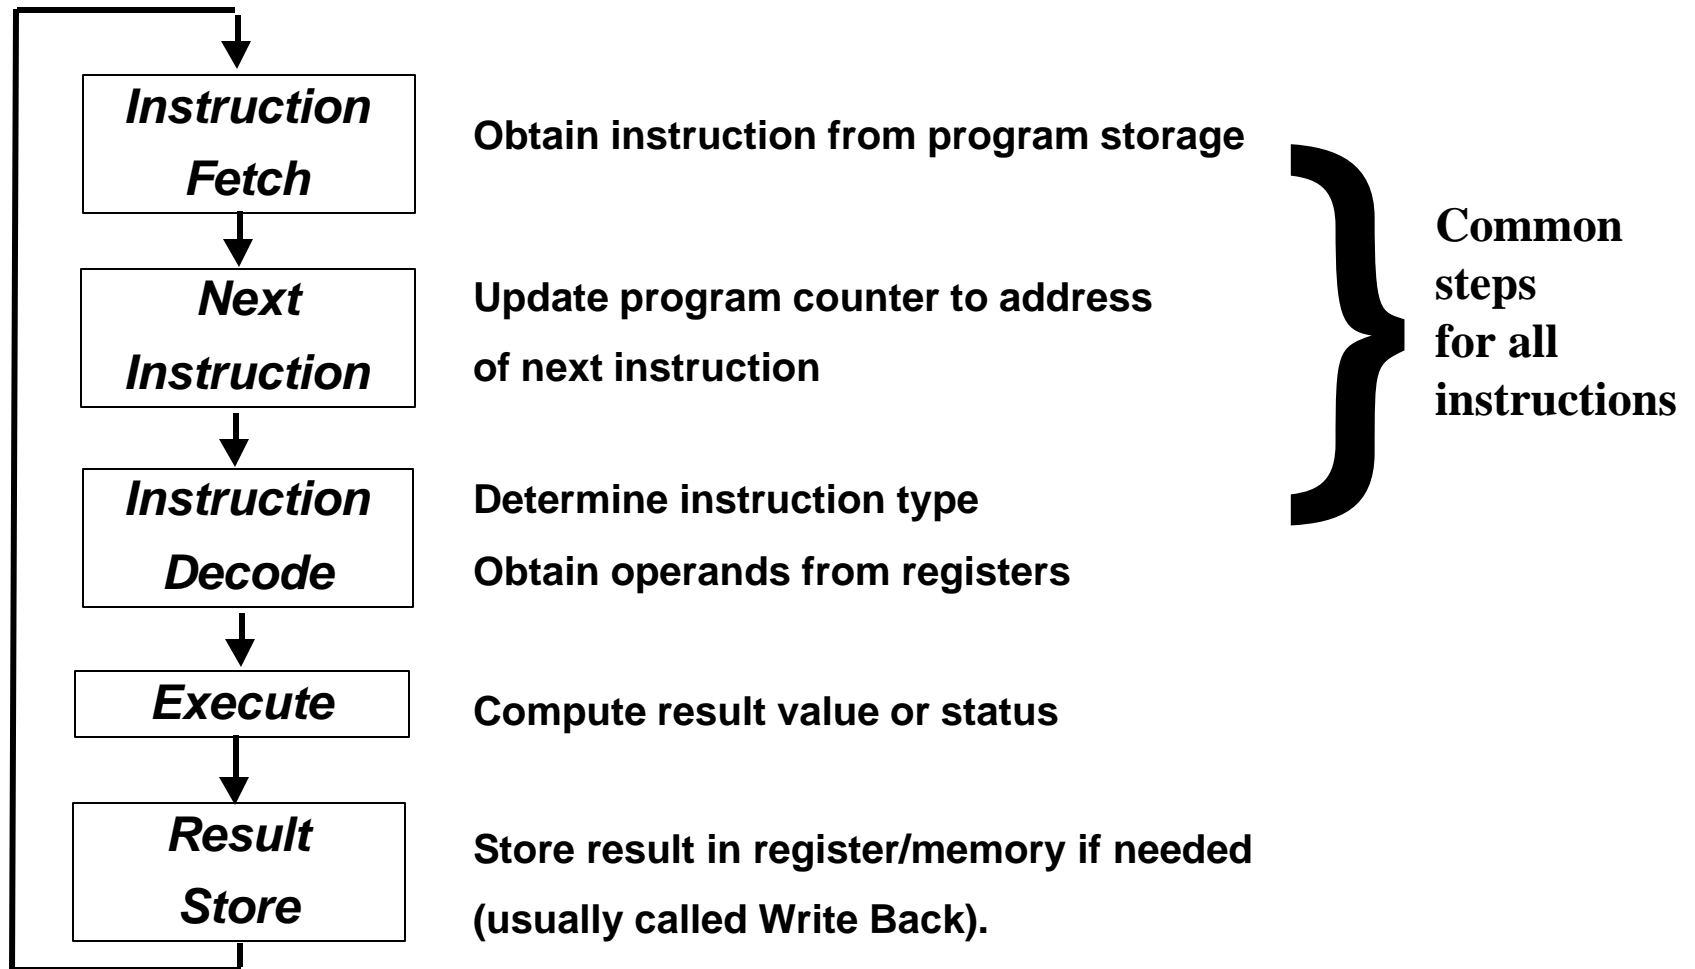 Instruction
Fetch
Obtain instruction from program storage
Next
Instruction
Update program counter to address
of next instruction
Common
steps
for all
instructions
Instruction
Decode
Determine instruction type
Obtain operands from registers
Execute
Compute result value or status
Result
Store
Store result in register/memory if needed
(usually called Write Back).